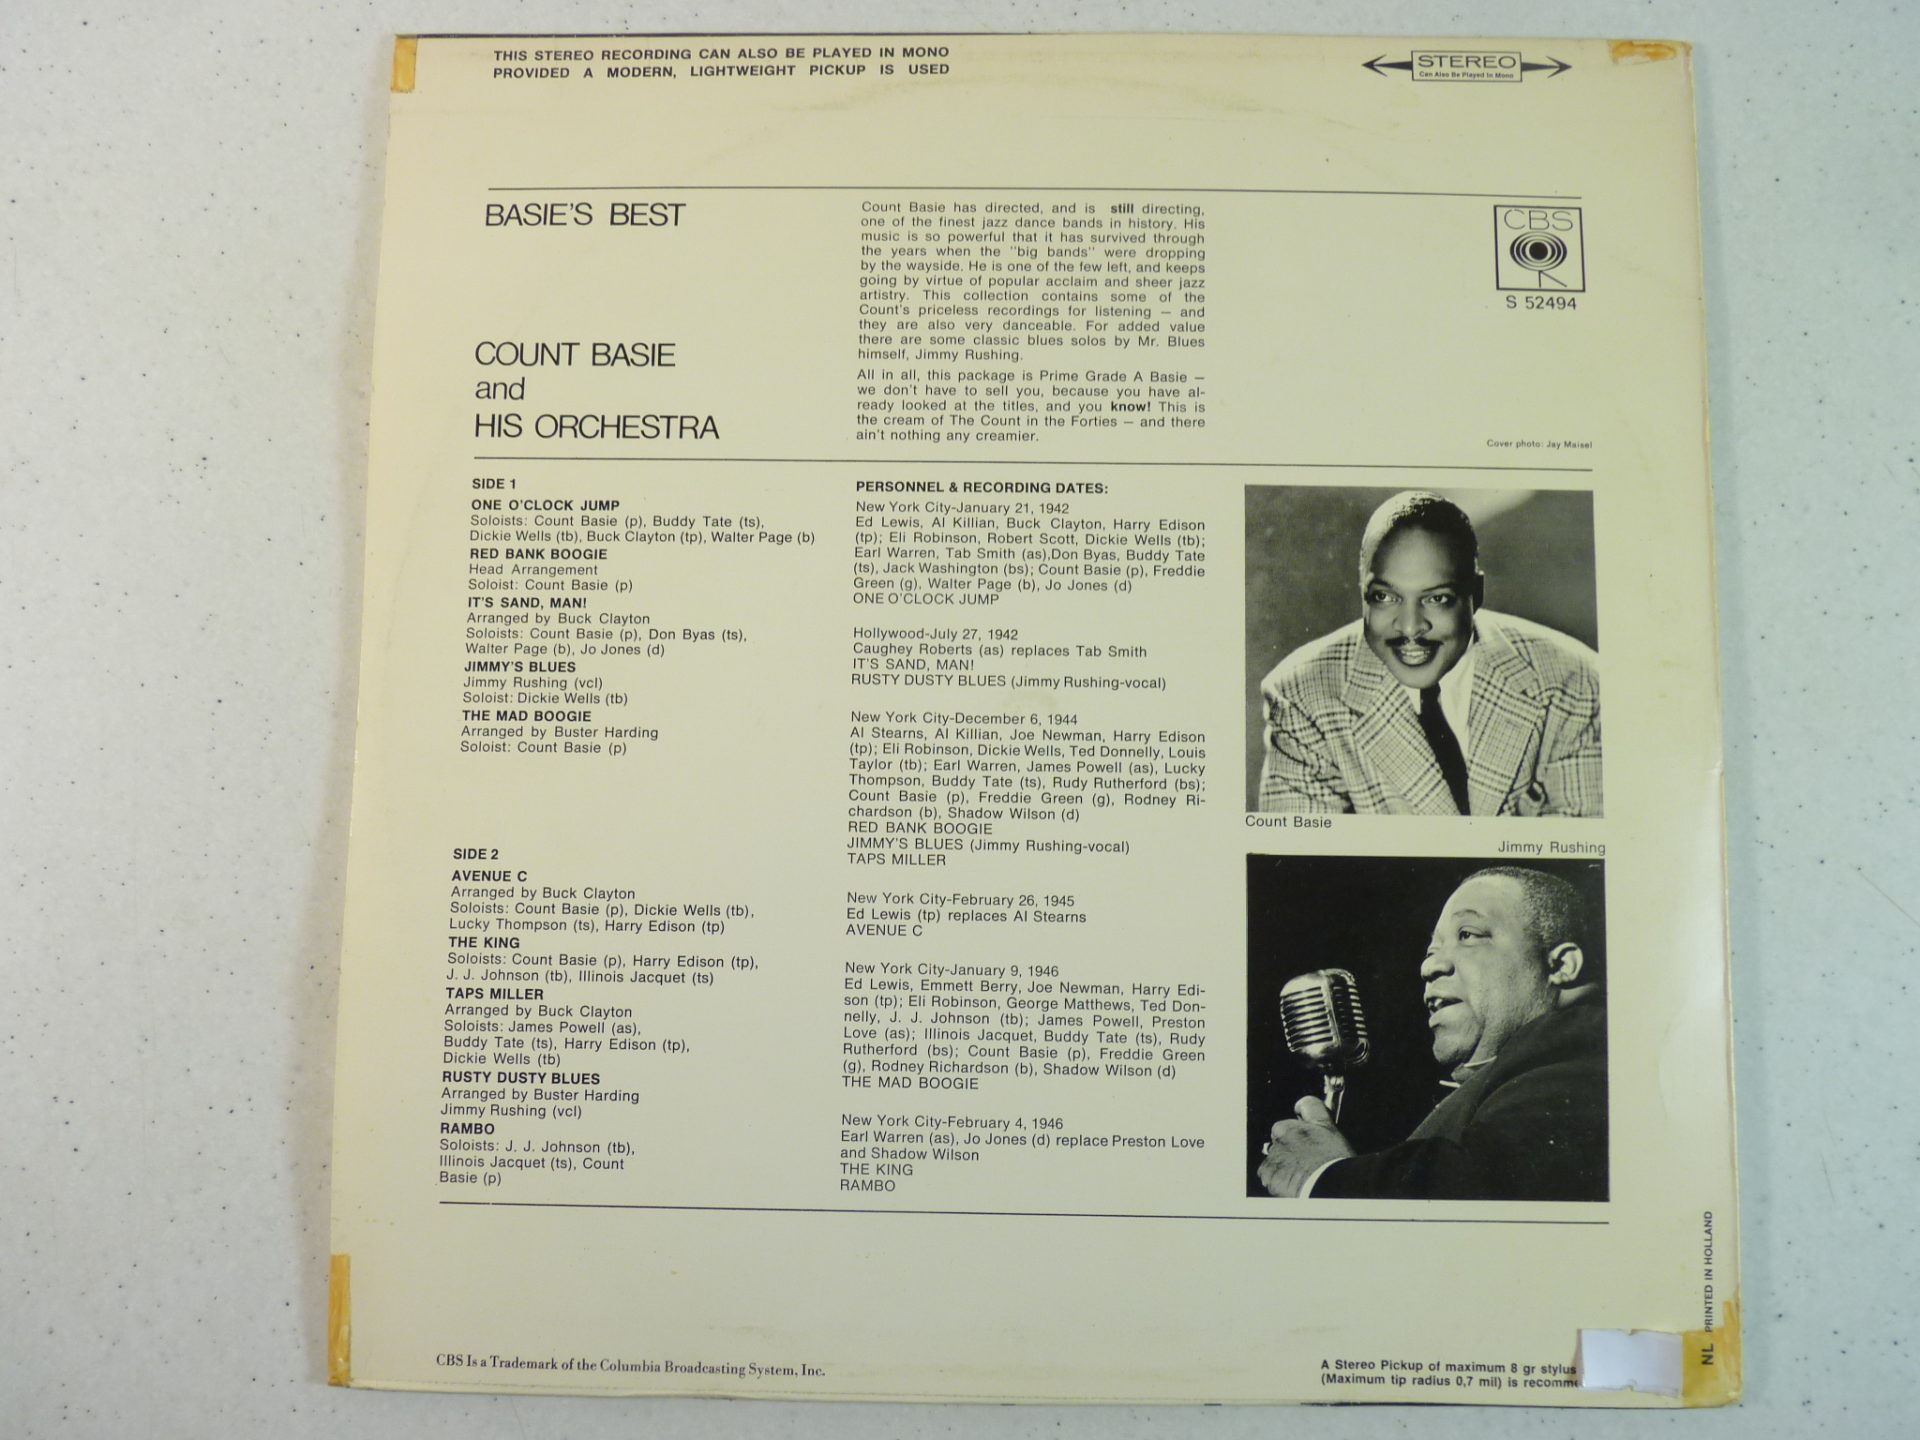 THIS STEREO RECORDING CAN ALSO BE PLAYED IN MONO
PROVIDED A MODERN, LIGHTWEIGHT PICKUP IS USED
STEREO
Can Also Be Played In Mono
BASIE'S BEST
COUNT BASIE
and
HIS ORCHESTRA
Count Basie has directed, and is still directing,
one of the finest jazz dance bands in history. His
music is so powerful that it has survived through
the years when the "big bands" were dropping
by the wayside. He is one of the few left, and keeps
going by virtue of popular acclaim and sheer jazz
artistry. This collection contains some of the
Count's priceless recordings for listening — and
they are also very danceable. For added value
there are some classic blues solos by Mr. Blues
himself, Jimmy Rushing.
All in all, this package is Prime Grade A Basie —
we don't have to sell you, because you have al-
ready looked at the titles, and you know! This is
the cream of The Count in the Forties — and there
ain't nothing any creamier.
CBS
S 52494
Cover photo: Jay Maisel
SIDE 1
ONE O'CLOCK JUMP
Soloists: Count Basie (p), Buddy Tate (ts),
Dickie Wells (tb), Buck Clayton (tp), Walter Page (b)
RED BANK BOOGIE
Head Arrangement
Soloist: Count Basie (p)
IT'S SAND, MAN!
Arranged by Buck Clayton
Soloists: Count Basie (p), Don Byas (ts),
Walter Page (b), Jo Jones (d)
JIMMY'S BLUES
Jimmy Rushing (vcl)
Soloist: Dickie Wells (tb)
THE MAD BOOGIE
Arranged by Buster Harding
Soloist: Count Basie (p)
SIDE 2
AVENUE C
Arranged by Buck Clayton
Soloists: Count Basie (p), Dickie Wells (tb),
Lucky Thompson (ts), Harry Edison (tp)
THE KING
Soloists: Count Basie (p), Harry Edison (tp),
J. J. Johnson (tb), Illinois Jacquet (ts)
TAPS MILLER
Arranged by Buck Clayton
Soloists: James Powell (as),
Buddy Tate (ts), Harry Edison (tp),
Dickie Wells (tb)
RUSTY DUSTY BLUES
Arranged by Buster Harding
Jimmy Rushing (vcl)
RAMBO
Soloists: J. J. Johnson (tb),
Illinois Jacquet (ts), Count
Basie (p)
PERSONNEL & RECORDING DATES:
New York City-January 21, 1942
Ed Lewis, Al Killian, Buck Clayton, Harry Edison
(tp); Eli Robinson, Robert Scott, Dickie Wells (tb);
Earl Warren, Tab Smith (as),Don Byas, Buddy Tate
(ts), Jack Washington (bs); Count Basie (p), Freddie
Green (g), Walter Page (b), Jo Jones (d)
ONE O'CLOCK JUMP
Hollywood-July 27, 1942
Caughey Roberts (as) replaces Tab Smith
IT'S SAND, MAN!
RUSTY DUSTY BLUES (Jimmy Rushing-vocal)
New York City-December 6, 1944
Al Stearns, Al Killian, Joe Newman, Harry Edison
(tp); Eli Robinson, Dickie Wells, Ted Donnelly, Louis
Taylor (tb); Earl Warren, James Powell (as), Lucky
Thompson, Buddy Tate (ts), Rudy Rutherford (bs);
Count Basie (p), Freddie Green (g), Rodney Ri-
chardson (b), Shadow Wilson (d)
RED BANK BOOGIE
JIMMY'S BLUES (Jimmy Rushing-vocal)
TAPS MILLER
New York City-February 26, 1945
Ed Lewis (tp) replaces Al Stearns
AVENUE C
New York City-January 9, 1946
Ed Lewis, Emmett Berry, Joe Newman, Harry Edi-
son (tp); Eli Robinson, George Matthews, Ted Don-
nelly, J. J. Johnson (tb); James Powell, Preston
Love (as); Illinois Jacquet, Buddy Tate (ts), Rudy
Rutherford (bs); Count Basie (p), Freddie Green
(g), Rodney Richardson (b), Shadow Wilson (d)
THE MAD BOOGIE
New York City-February 4, 1946
Earl Warren (as), Jo Jones (d) replace Preston Love
and Shadow Wilson
THE KING
RAMBO
Count Basie
Jimmy Rushing
NL PRINTED IN HOLLAND
CBS Is a Trademark of the Columbia Broadcasting System, Inc.
A Stereo Pickup of maximum 8 gr stylus
(Maximum tip radius 0,7 mil) is